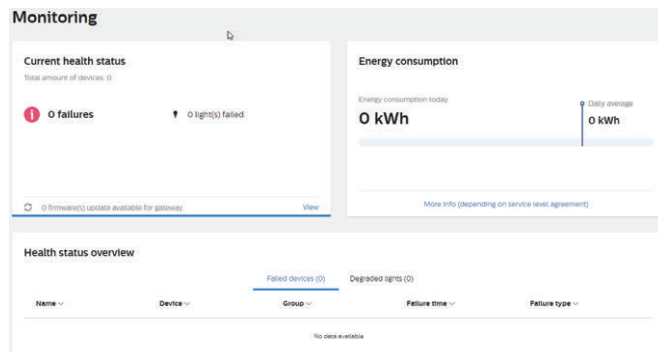 Monitoring
Current health status
Total amount of devices: 0
0 failures
0 light(s) failed
0 firmware(s) update available for gateway
View
Energy consumption
Energy consumption today
0 kWh
Daily average
0 kWh
More info (depending on service level agreement)
Health status overview
Failed devices (0) Degraded lights (0)
Name Device Group Failure time Failure type
No data available